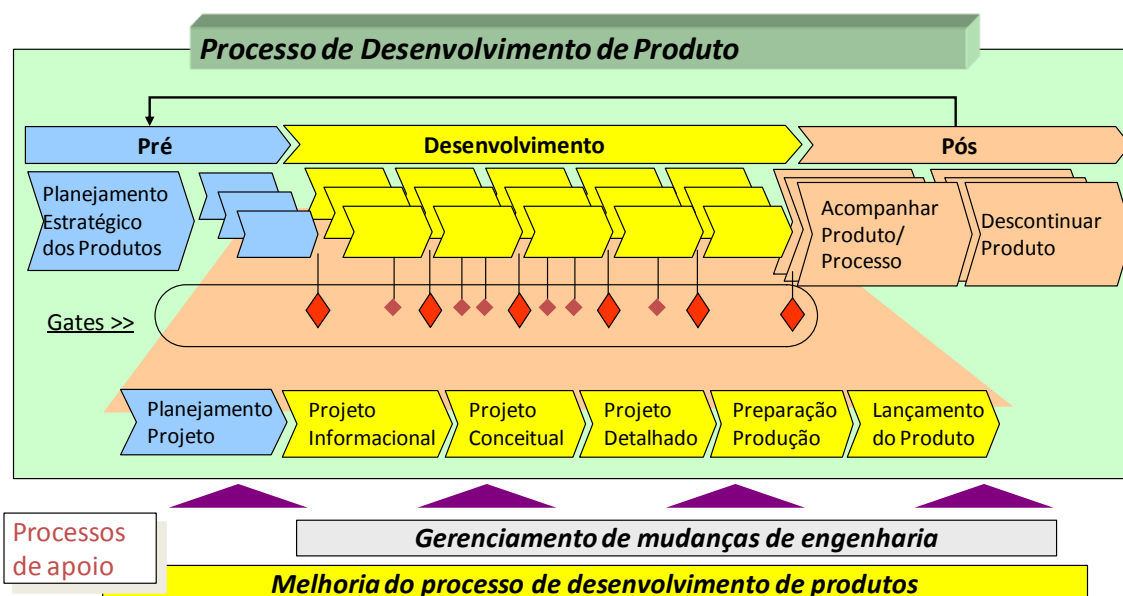 Processo de Desenvolvimento de Produto
Pré
Desenvolvimento
Pós
Planejamento
Estratégico
dos Produtos
Acompanhar
Produto/
Processo
Descontinuar
Produto
Gates >>
Planejamento
Projeto
Projeto
Informacional
Projeto
Conceitual
Projeto
Detalhado
Preparação
Produção
Lançamento
do Produto
Processos
de apoio
Gerenciamento de mudanças de engenharia
Melhoria do processo de desenvolvimento de produtos